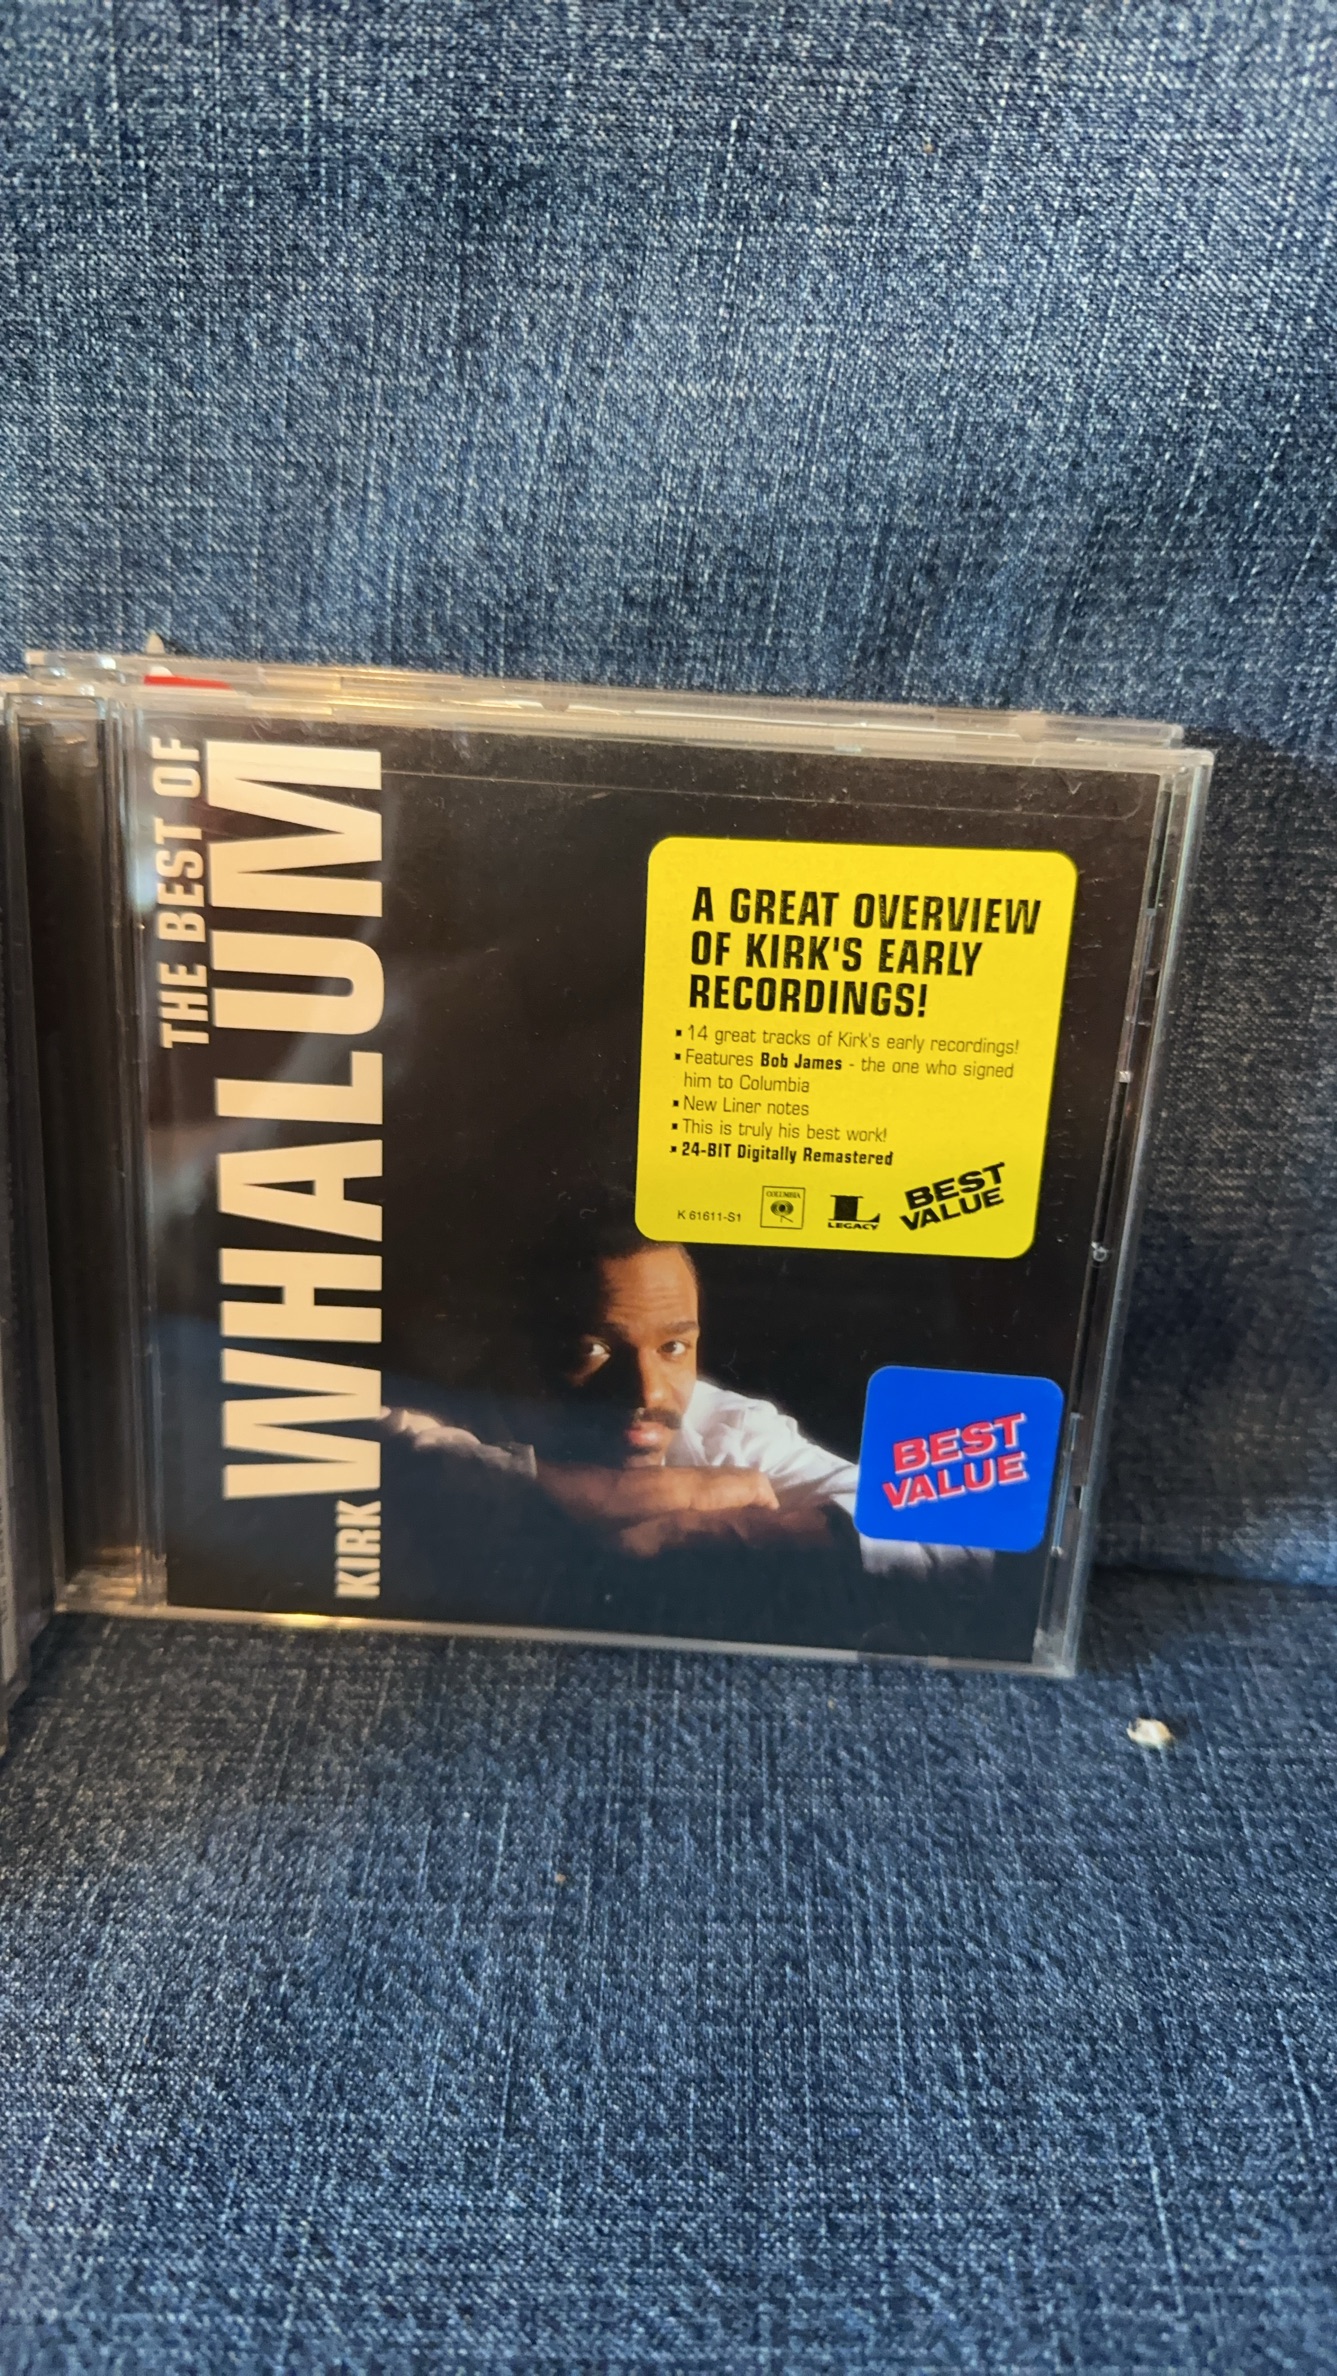 THE BEST OF
KIRK WHALUM
A GREAT OVERVIEW
OF KIRK'S EARLY
RECORDINGS!
▪ 14 great tracks of Kirk's early recordings!
▪ Features Bob James - the one who signed
him to Columbia
▪ New Liner notes
▪ This is truly his best work!
▪ 24-BIT Digitally Remastered
K 61611-S1
COLUMBIA
L
LEGACY
BEST
VALUE
BEST
VALUE